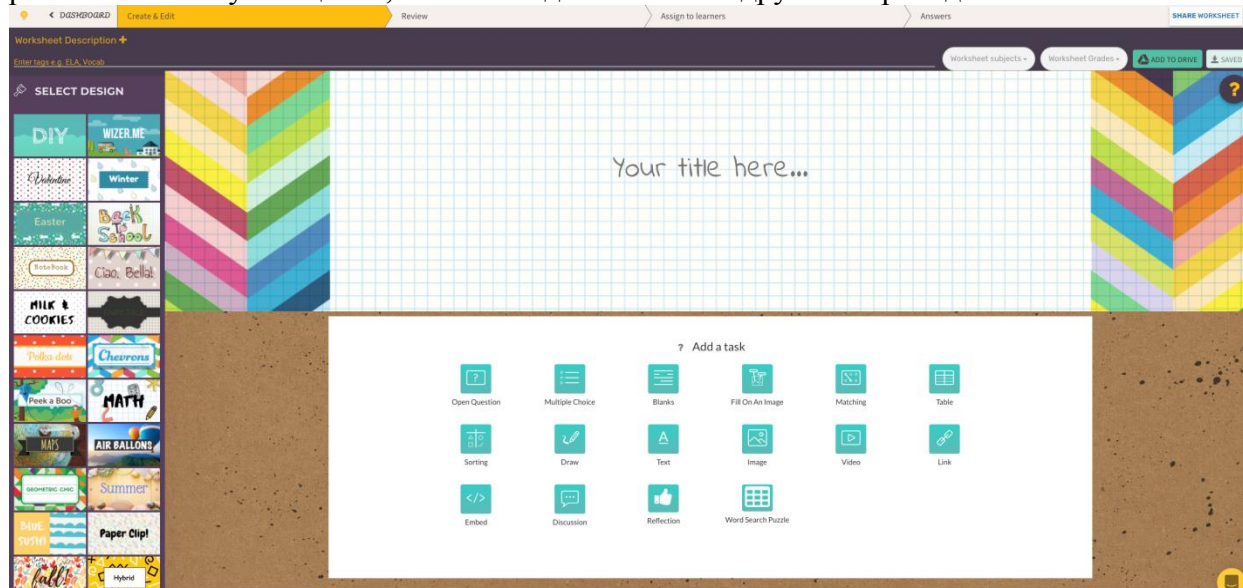 < DASHBOARD
Create & Edit
Review
Assign to learners
Answers
SHARE WORKSHEET
Worksheet Description +
Enter tags e.g. ELA, Vocab
Worksheet subjects
Worksheet Grades
ADD TO DRIVE
SAVED
SELECT DESIGN
?
DIY
WIZER.ME
Valentine
Winter
Easter
Back to School
NoteBook
Ciao, Bella!
MILK & COOKIES
Polka dots
Chevrons
Peek a Boo
MATH
MAPS
AIR BALLONS
GEOMETRIC CHIC
Summer
BLUE SUSHI
Paper Clip!
fall!
Hybrid
Your title here...
? Add a task
Open Question
Multiple Choice
Blanks
Fill On An Image
Matching
Table
Sorting
Draw
Text
Image
Video
Link
Embed
Discussion
Reflection
Word Search Puzzle